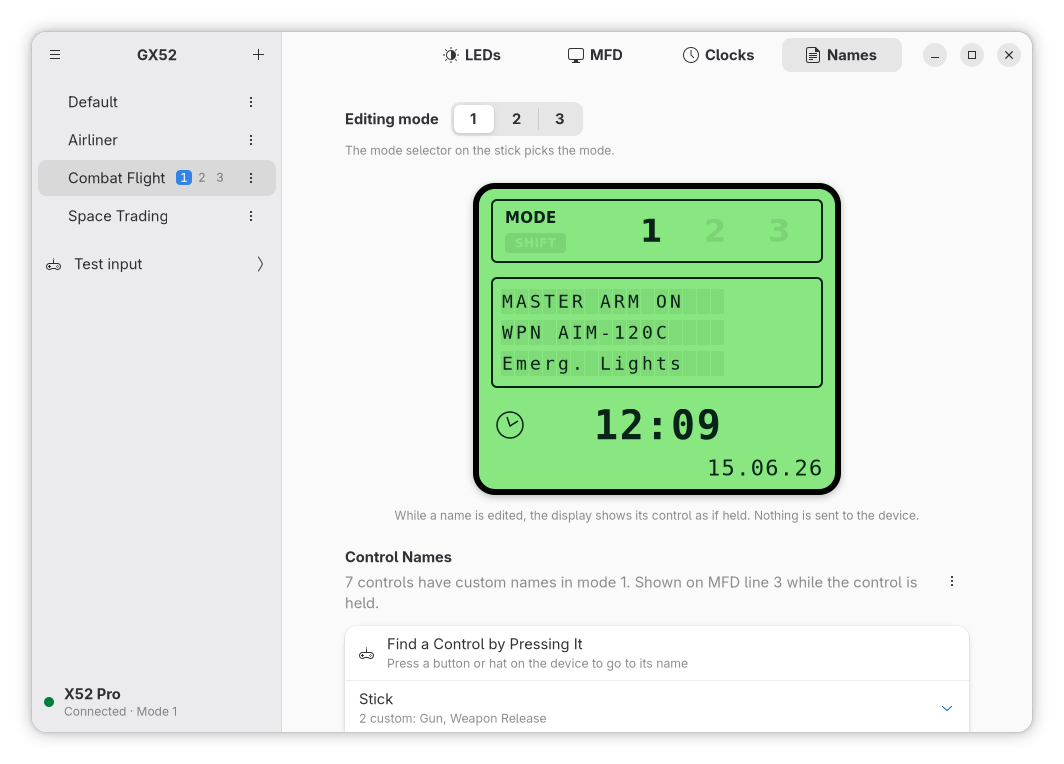 GX52
LEDs
MFD
Clocks
Names
Default
Airliner
Combat Flight 1 2 3
Space Trading
Test input
X52 Pro
Connected · Mode 1
Editing mode 1 2 3
The mode selector on the stick picks the mode.
MODE 1 2 3
SHIFT
MASTER ARM ON
WPN AIM-120C
Emerg. Lights
12:09
15.06.26
While a name is edited, the display shows its control as if held. Nothing is sent to the device.
Control Names
7 controls have custom names in mode 1. Shown on MFD line 3 while the control is
held.
Find a Control by Pressing It
Press a button or hat on the device to go to its name
Stick
2 custom: Gun, Weapon Release